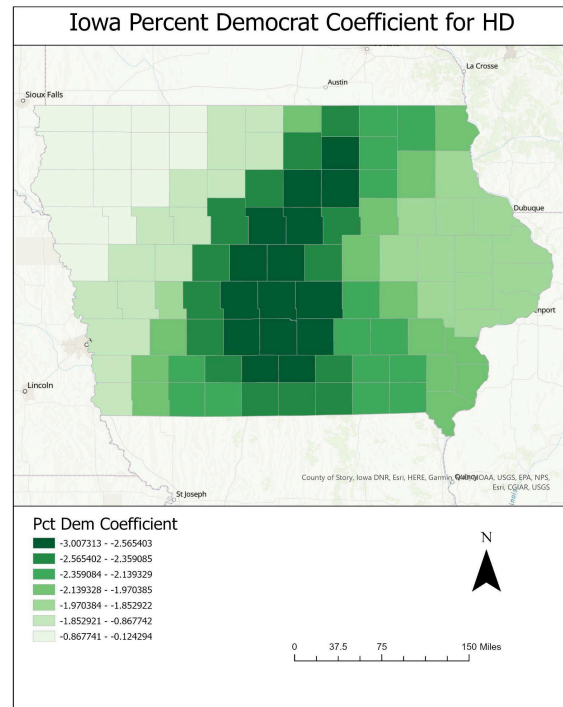 Iowa Percent Democrat Coefficient for HD
La Crosse
Austin
Sioux Falls
Dubuque
enport
Lincoln
County of Story, Iowa DNR, Esri, HERE, Garmin, NOAA, USGS, EPA, NPS,
Esri, CGIAR, USGS
Quincy
St Joseph
Pct Dem Coefficient
-3.007313 - -2.565403
-2.565402 - -2.359085
-2.359084 - -2.139329
-2.139328 - -1.970385
-1.970384 - -1.852922
-1.852921 - -0.867742
-0.867741 - -0.124294
N
0 37.5 75 150 Miles